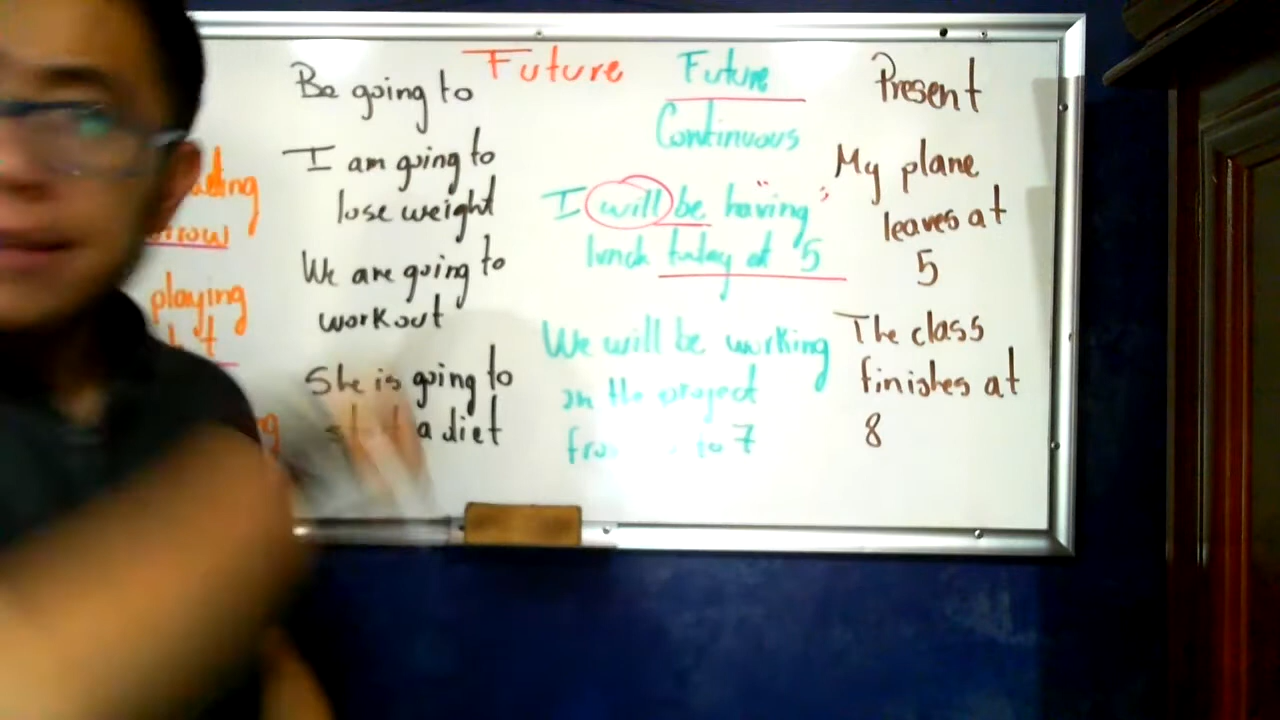 Future
Be going to
I am going to
lose weight
We are going to
workout
She is going to
a diet
Future
Continuous
I will be "having"
lunch today at 5
We will be working
on the project
to 7
Present
My plane
leaves at
5
The class
finishes at
8
playing